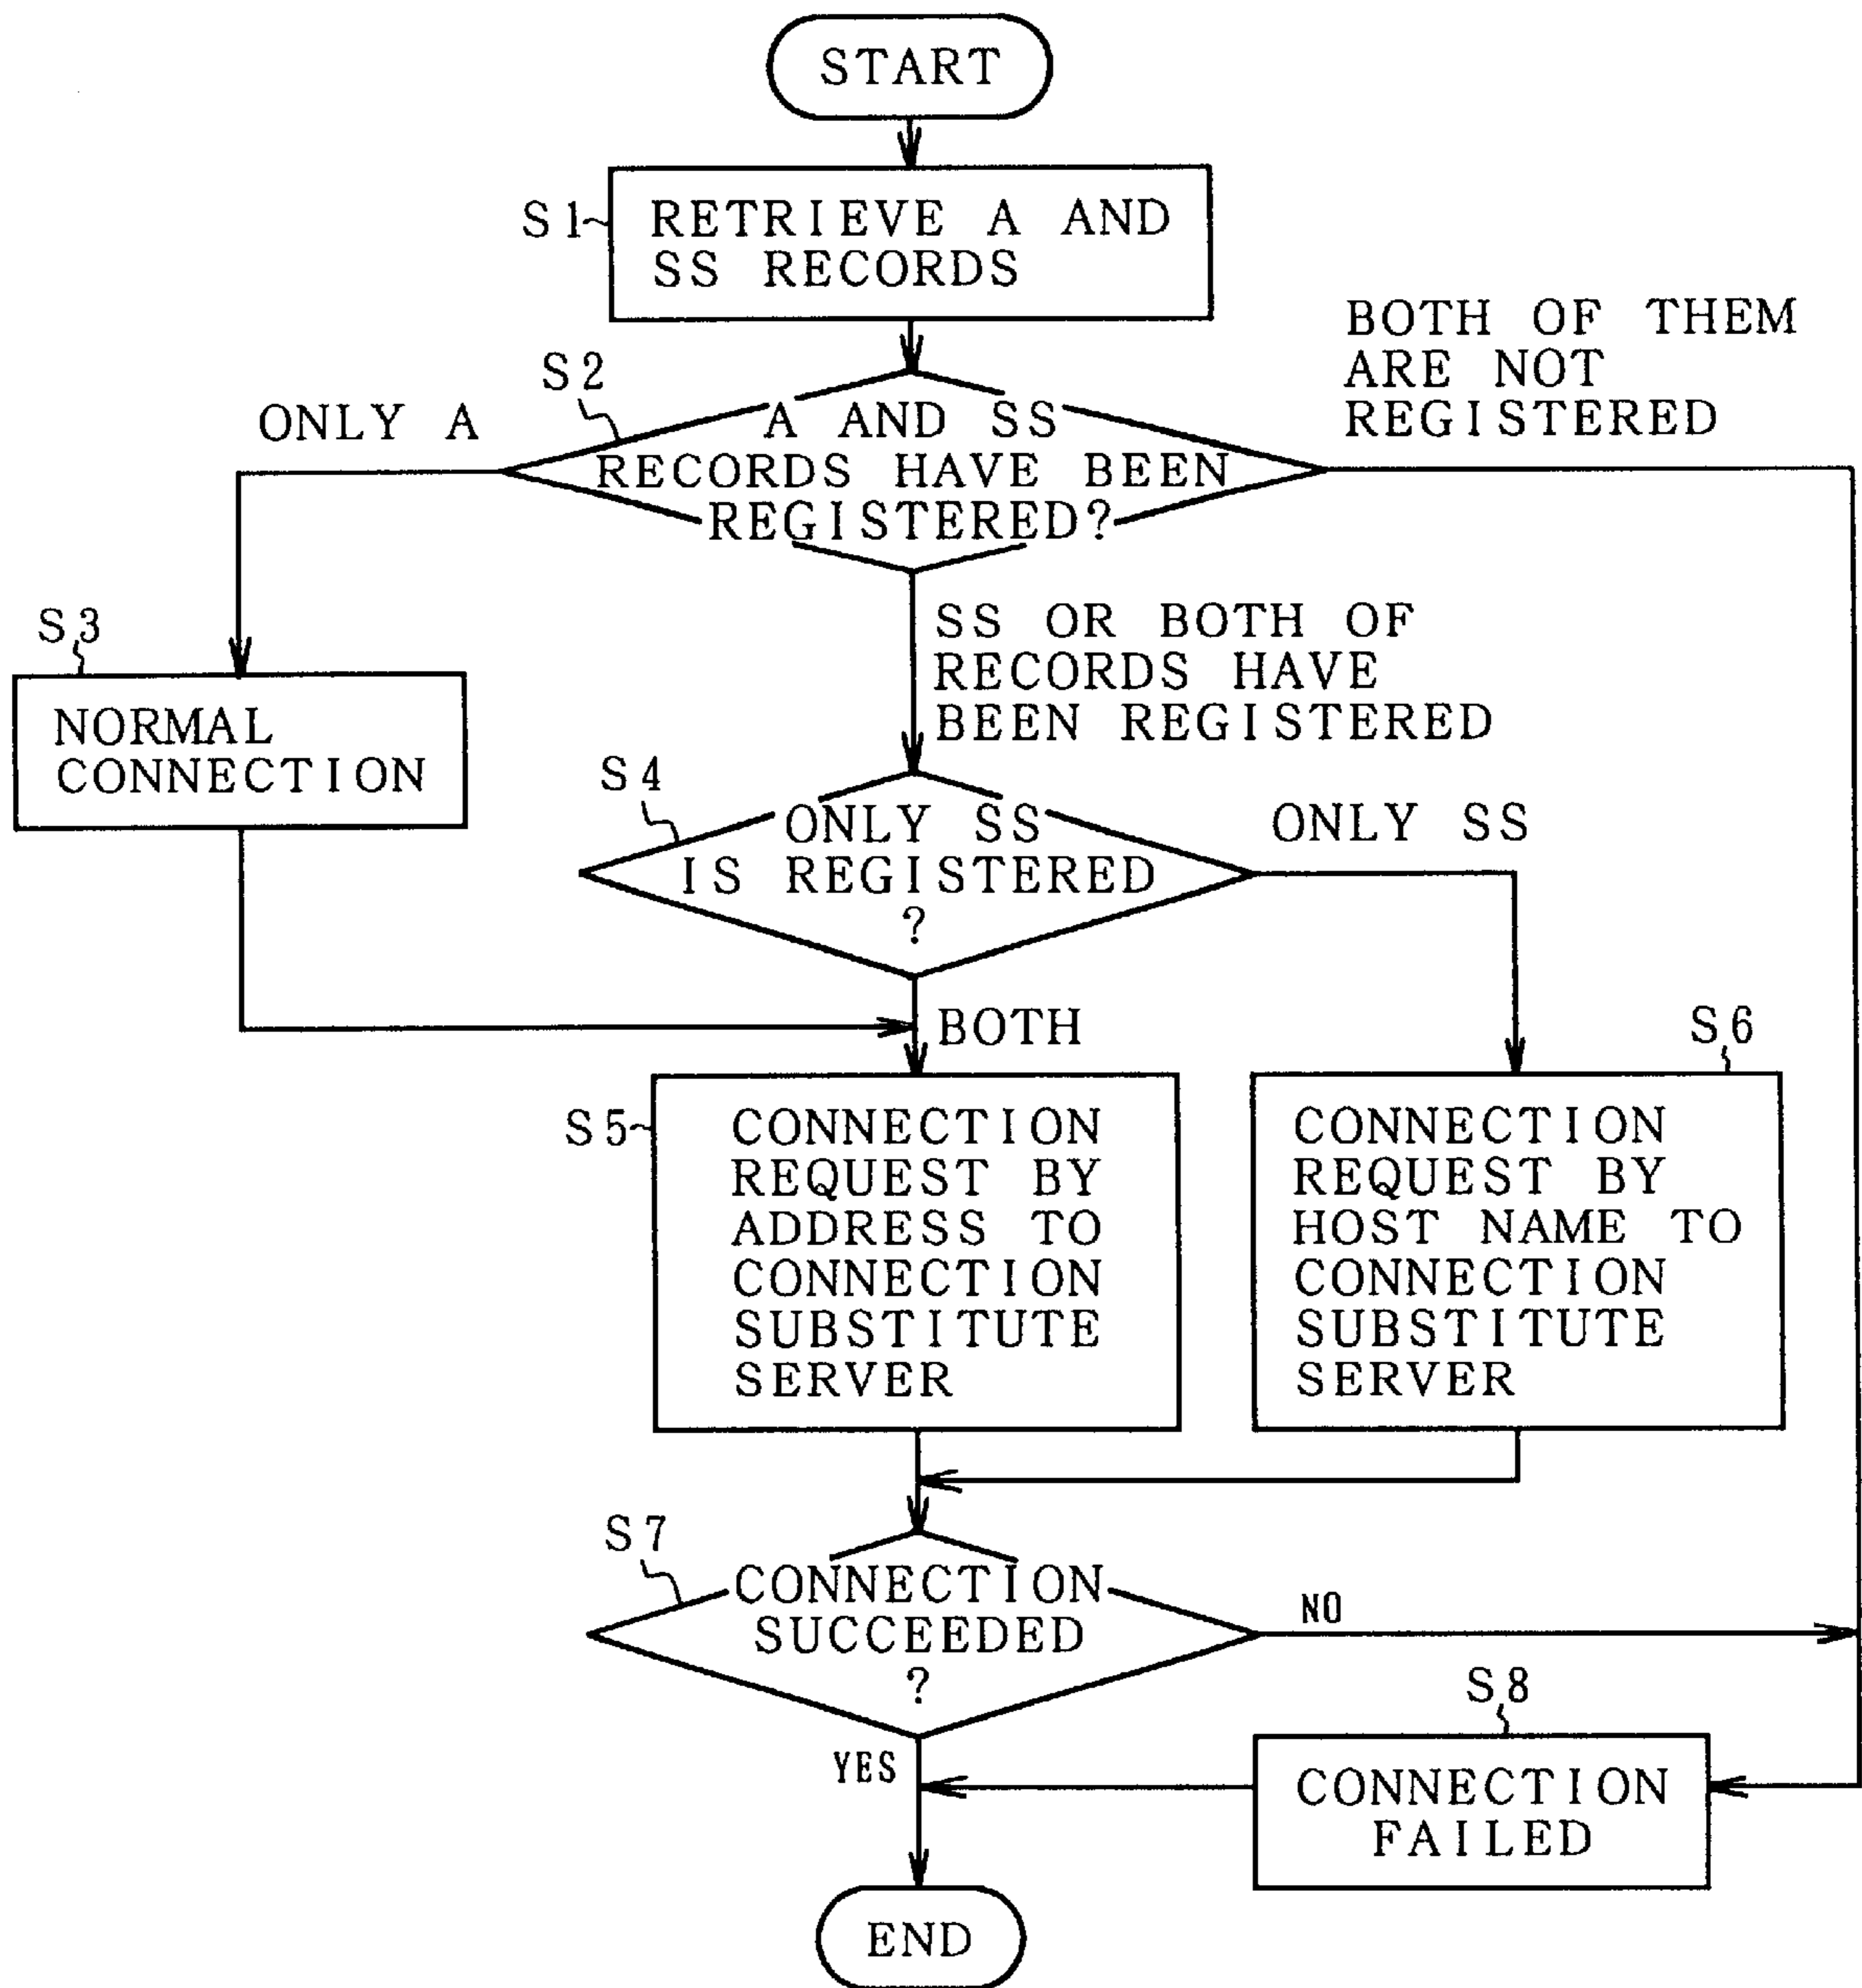 START
S1
RETRIEVE A AND
SS RECORDS
BOTH OF THEM
ARE NOT
REGISTERED
S2
ONLY A
A AND SS
RECORDS HAVE BEEN
REGISTERED?
S3
SS OR BOTH OF
RECORDS HAVE
BEEN REGISTERED
NORMAL
CONNECTION
S4
ONLY SS
IS REGISTERED
?
ONLY SS
BOTH
S5
CONNECTION
REQUEST BY
ADDRESS TO
CONNECTION
SUBSTITUTE
SERVER
S6
CONNECTION
REQUEST BY
HOST NAME TO
CONNECTION
SUBSTITUTE
SERVER
S7
CONNECTION
SUCCEEDED
?
NO
YES
S8
CONNECTION
FAILED
END